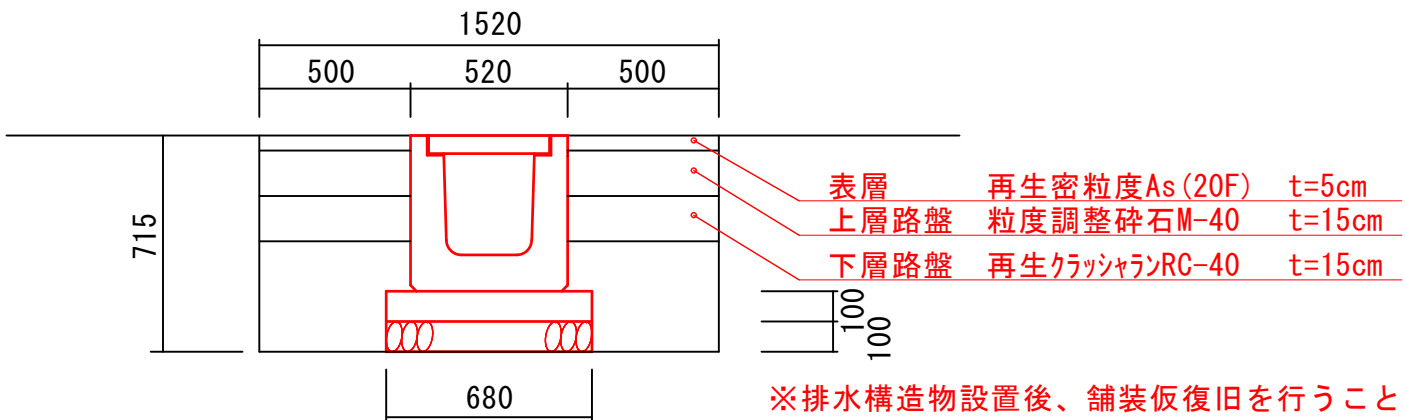 1520
500 520 500
715
表層 再生密粒度As(20F) t=5cm
上層路盤 粒度調整砕石M-40 t=15cm
下層路盤 再生クラッシャランRC-40 t=15cm
100
100
680
※排水構造物設置後、舗装仮復旧を行うこと